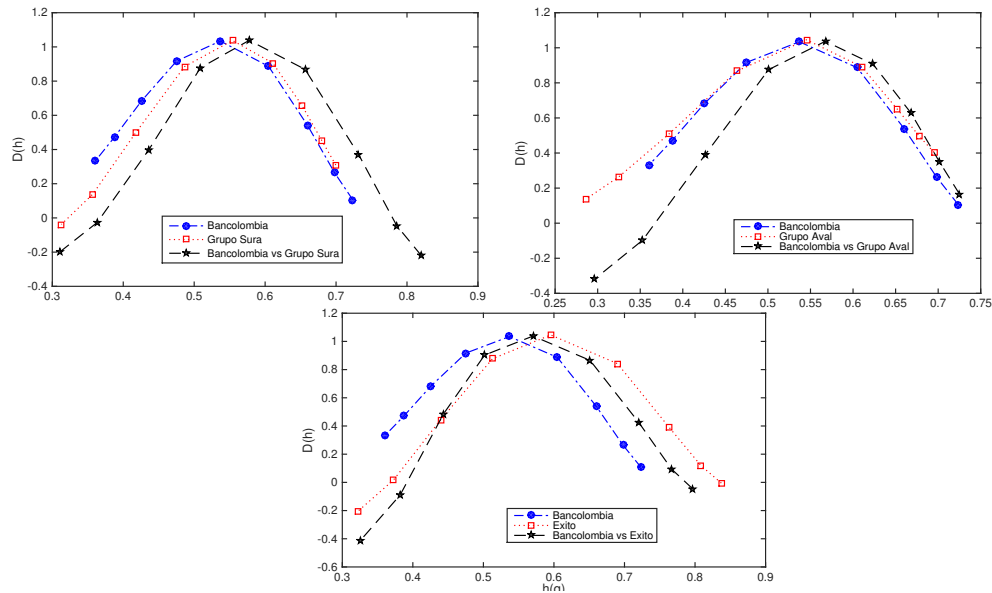 1.2
1
0.8
0.6
0.4
0.2
0
-0.2
-0.4
D(h)
0.3 0.4 0.5 0.6 0.7 0.8 0.9
Bancolombia
Grupo Sura
Bancolombia vs Grupo Sura
1.2
1
0.8
0.6
0.4
0.2
0
-0.2
-0.4
D(h)
0.25 0.3 0.35 0.4 0.45 0.5 0.55 0.6 0.65 0.7 0.75
Bancolombia
Grupo Aval
Bancolombia vs Grupo Aval
1.2
1
0.8
0.6
0.4
0.2
0
-0.2
-0.4
-0.6
D(h)
0.3 0.4 0.5 0.6 0.7 0.8 0.9
h(q)
Bancolombia
Exito
Bancolombia vs Exito